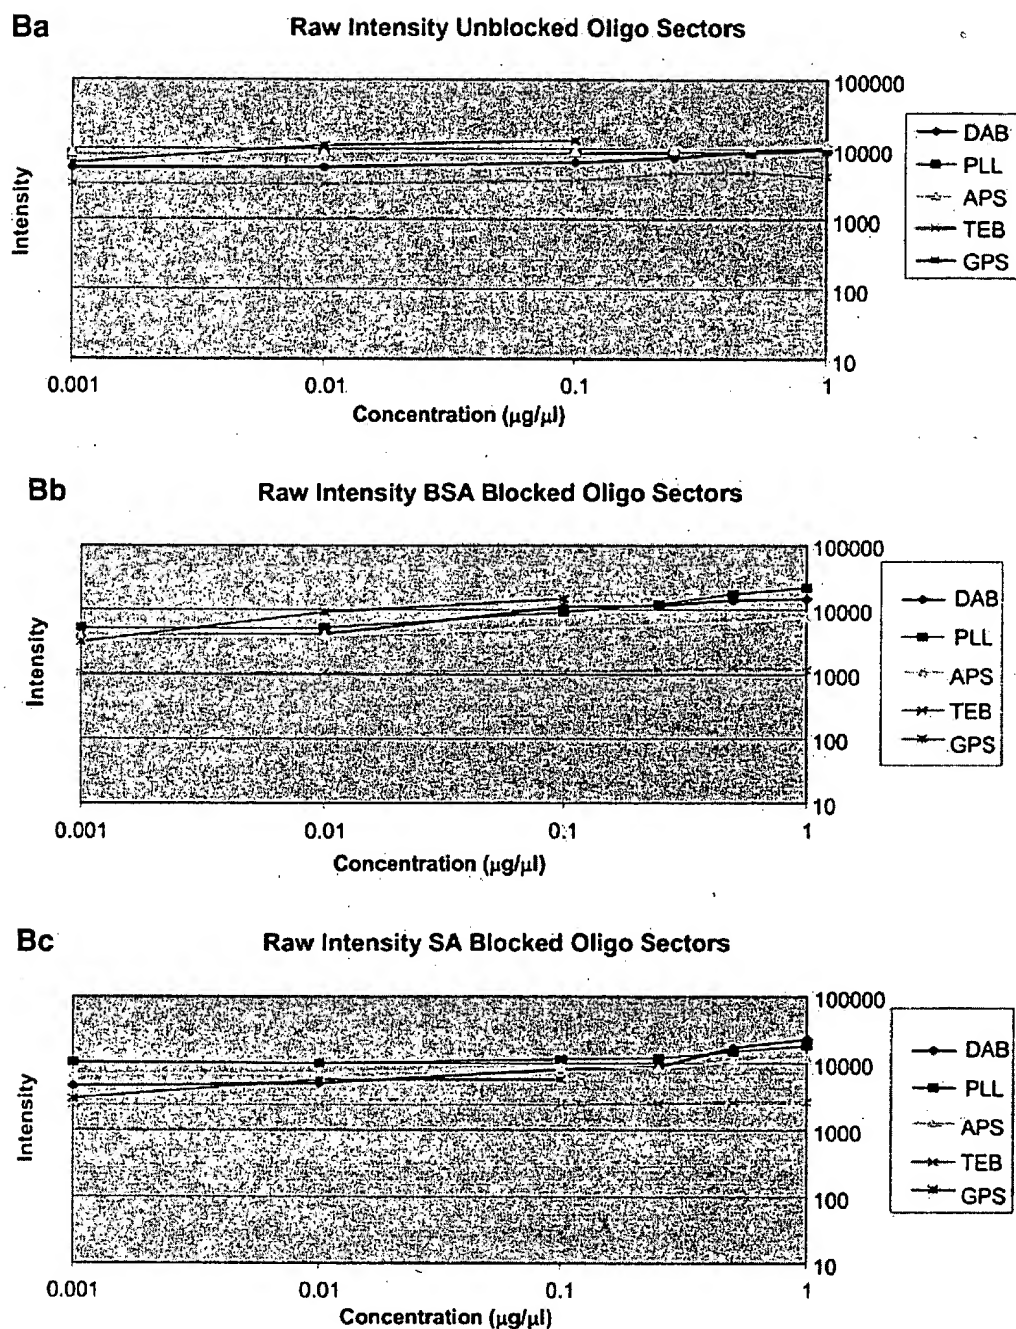 Ba
Raw Intensity Unblocked Oligo Sectors
Intensity
100000
10000
1000
100
10
0.001
0.01
0.1
1
Concentration (µg/µl)
DAB
PLL
APS
TEB
GPS
Bb
Raw Intensity BSA Blocked Oligo Sectors
Intensity
100000
10000
1000
100
10
0.001
0.01
0.1
1
Concentration (µg/µl)
DAB
PLL
APS
TEB
GPS
Bc
Raw Intensity SA Blocked Oligo Sectors
Intensity
100000
10000
1000
100
10
0.001
0.01
0.1
1
Concentration (µg/µl)
DAB
PLL
APS
TEB
GPS